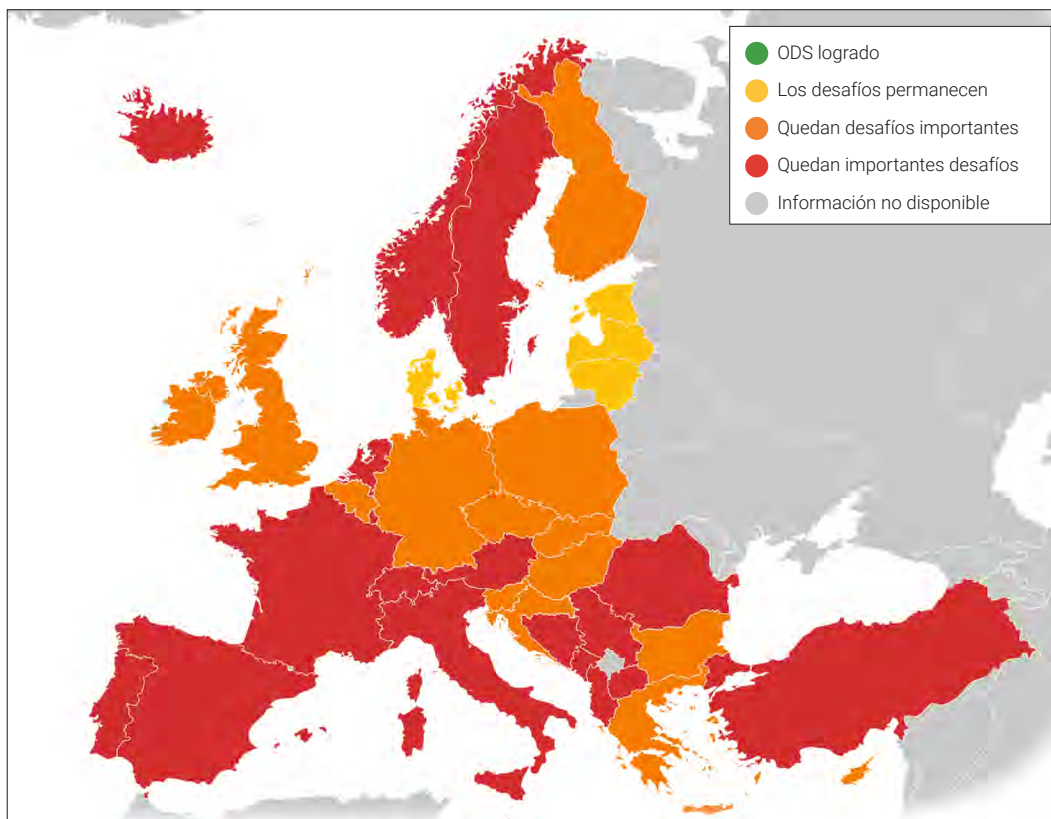 ODS logrado
Los desafíos permanecen
Quedan desafíos importantes
Quedan importantes desafíos
Información no disponible